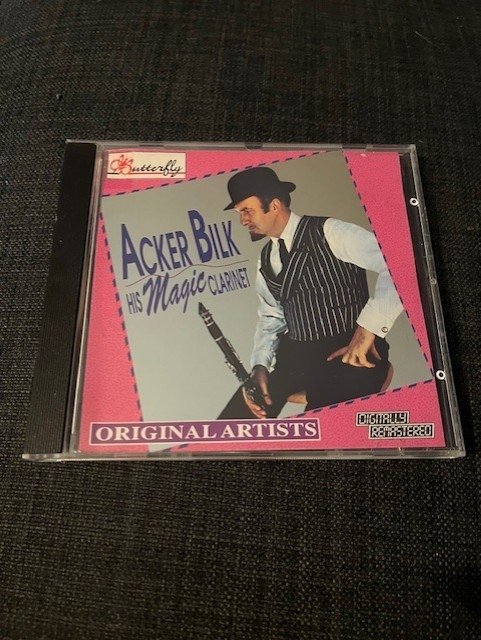 Butterfly
ACKER BILK
HIS Magic CLARINET
ORIGINAL ARTISTS
DIGITALLY
REMASTERED